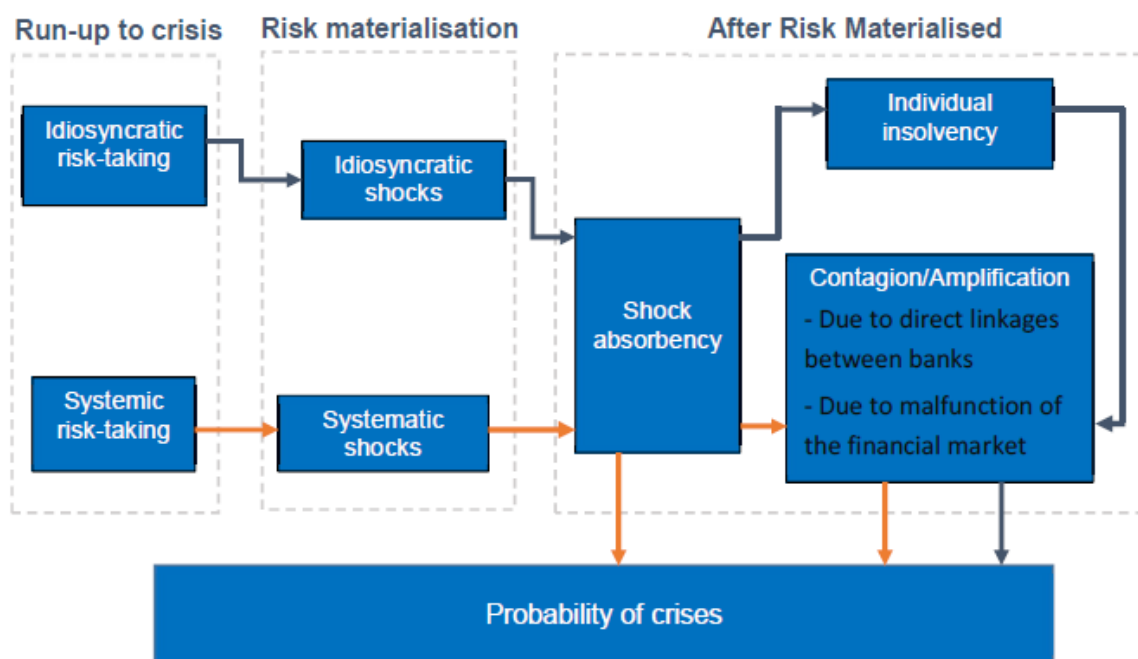 Run-up to crisis
Risk materialisation
After Risk Materialised
Idiosyncratic
risk-taking
Idiosyncratic
shocks
Individual
insolvency
Shock
absorbency
Contagion/Amplification
- Due to direct linkages
between banks
- Due to malfunction of
the financial market
Systemic
risk-taking
Systematic
shocks
Probability of crises